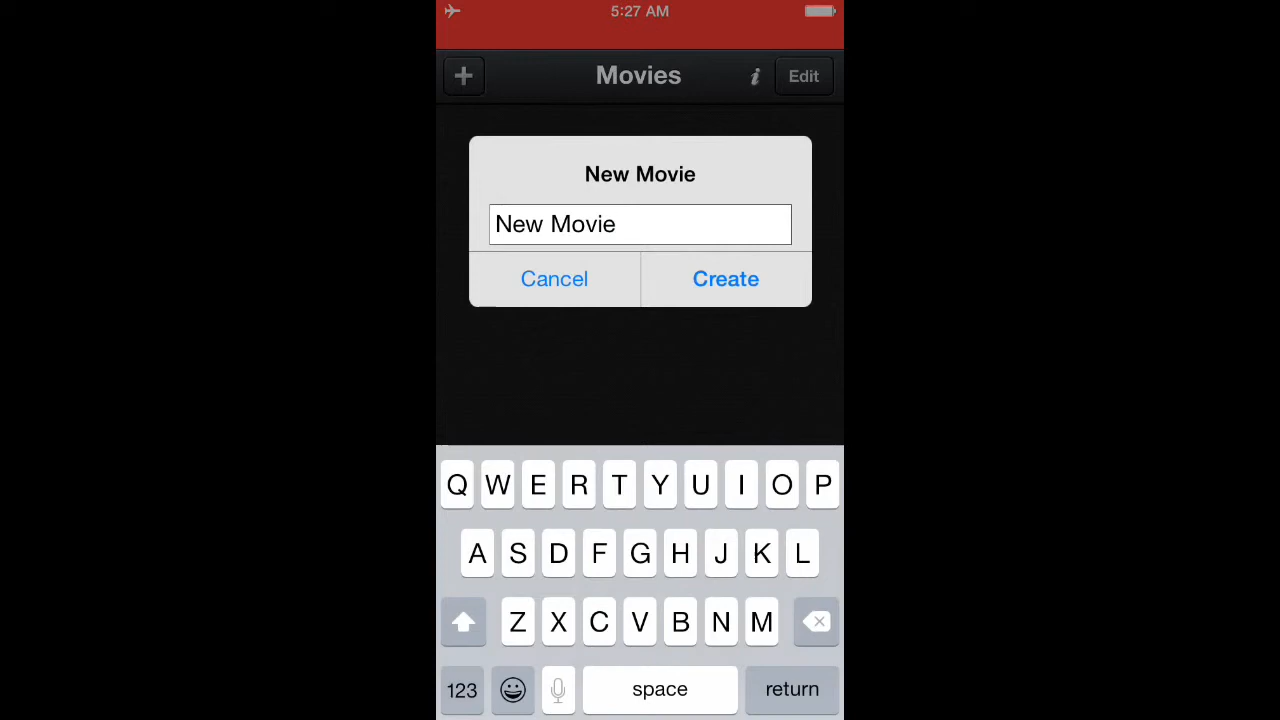 5:27 AM
Movies i Edit
New Movie
New Movie
Cancel Create
Q W E R T Y U I O P
A S D F G H J K L
Z X C V B N M
123 space return